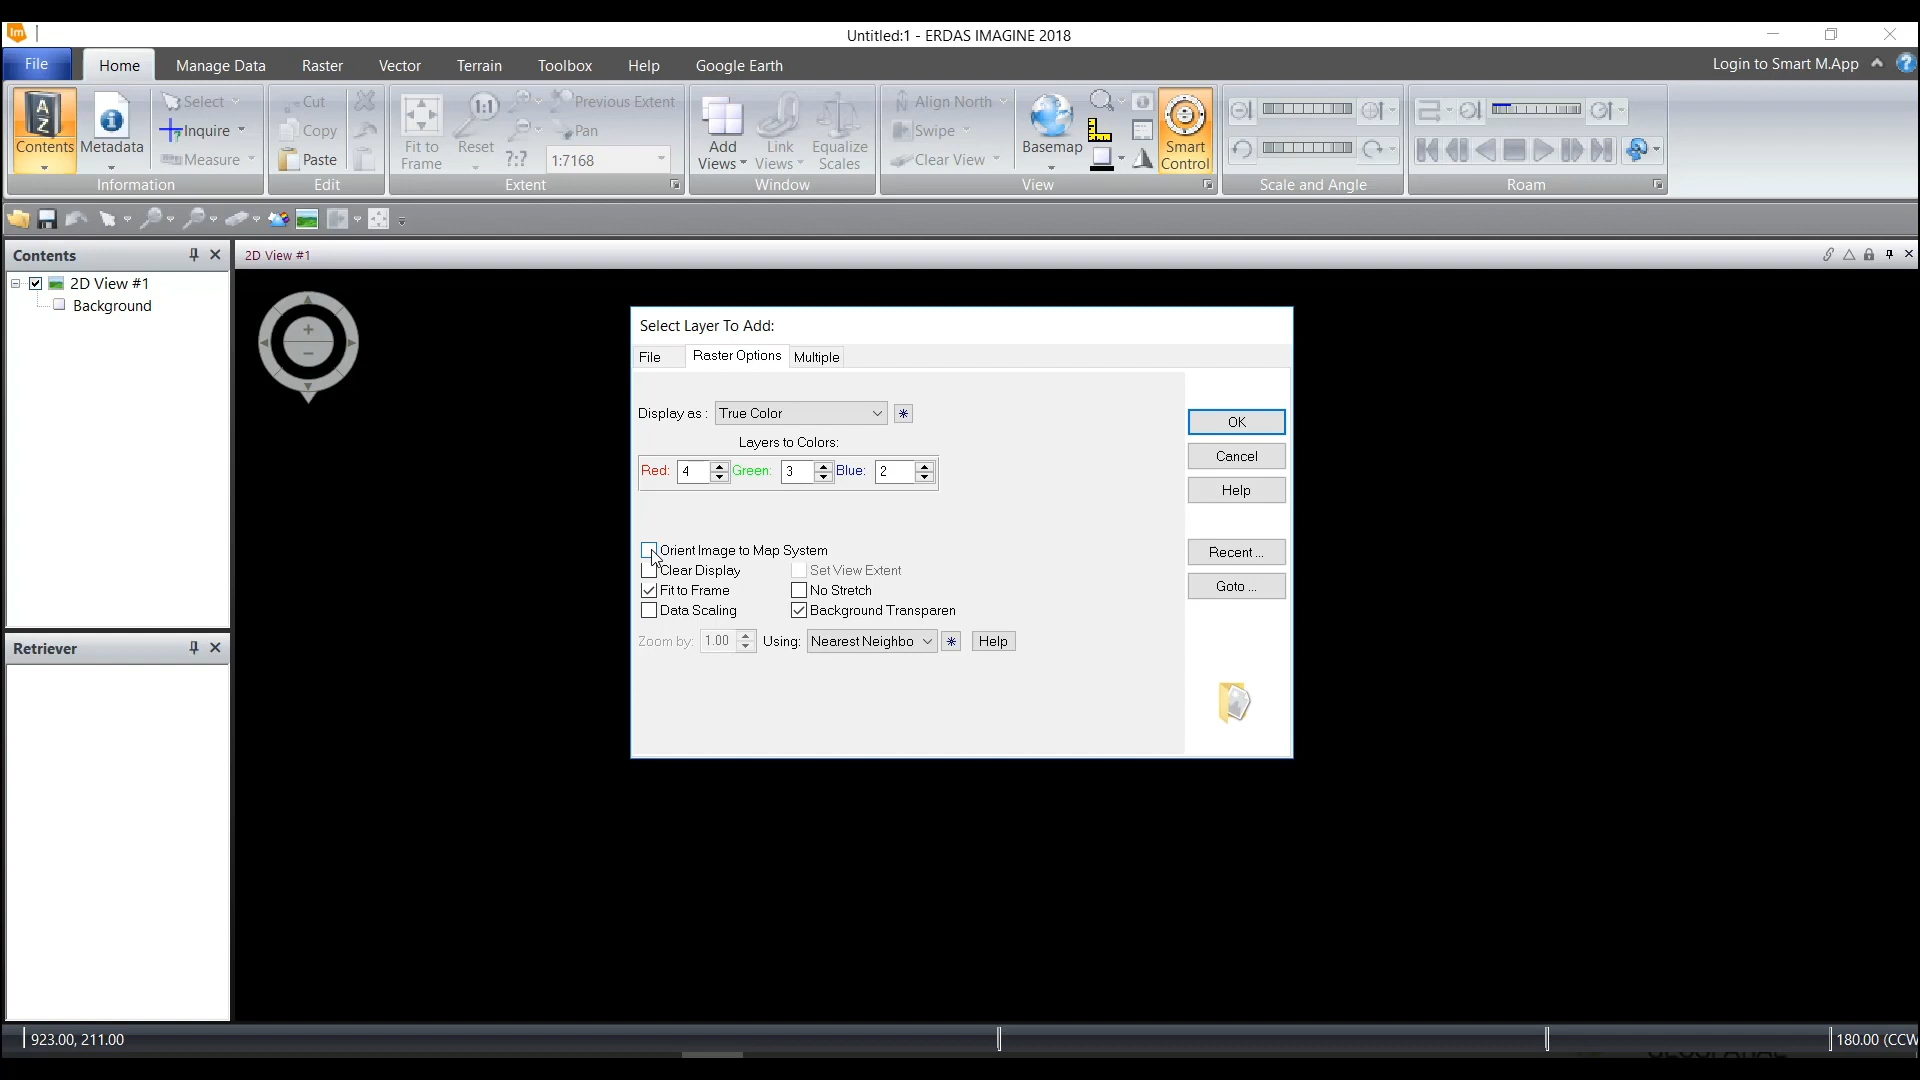 Untitled:1 - ERDAS IMAGINE 2018
File Home Manage Data Raster Vector Terrain Toolbox Help Google Earth Login to Smart M.App
Contents Metadata Select Inquire Measure
Information
Cut Copy Paste
Edit
Fit to Frame Reset Previous Extent Pan ?:? 1:1 1:7168
Extent
Add Views Link Views Equalize Scales
Window
Align North Swipe Clear View Basemap Smart Control
View
Scale and Angle
Roam
Contents
2D View #1
Background
Retriever
2D View #1
Select Layer To Add:
File Raster Options Multiple
Display as : True Color
Layers to Colors:
Red: 4 Green: 3 Blue: 2
Orient Image to Map System
Clear Display Set View Extent
Fit to Frame No Stretch
Data Scaling Background Transparen
Zoom by: 1.00 Using: Nearest Neighbo Help
OK
Cancel
Help
Recent ...
Goto ...
923.00, 211.00 180.00 (CCW